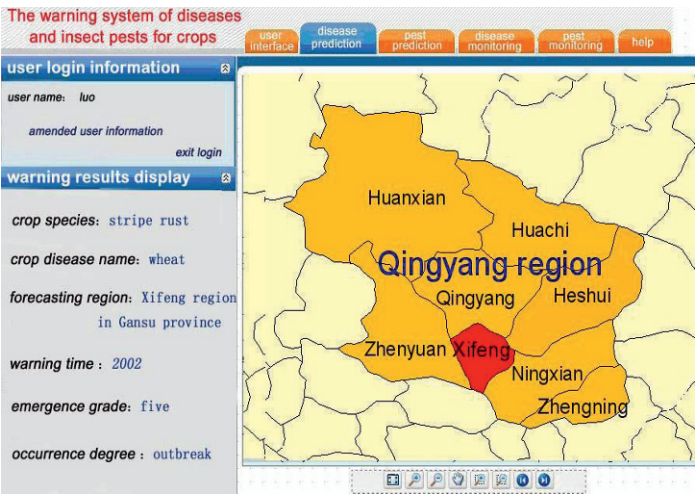 The warning system of diseases
and insect pests for crops
user
interface
disease
prediction
pest
prediction
disease
monitoring
pest
monitoring
help
user login information
user name: luo
amended user information
exit login
warning results display
crop species: stripe rust
crop disease name: wheat
forecasting region: Xifeng region
in Gansu province
warning time : 2002
emergence grade: five
occurrence degree : outbreak
Huanxian
Huachi
Qingyang region
Qingyang
Heshui
Zhenyuan
Xifeng
Ningxian
Zhengning